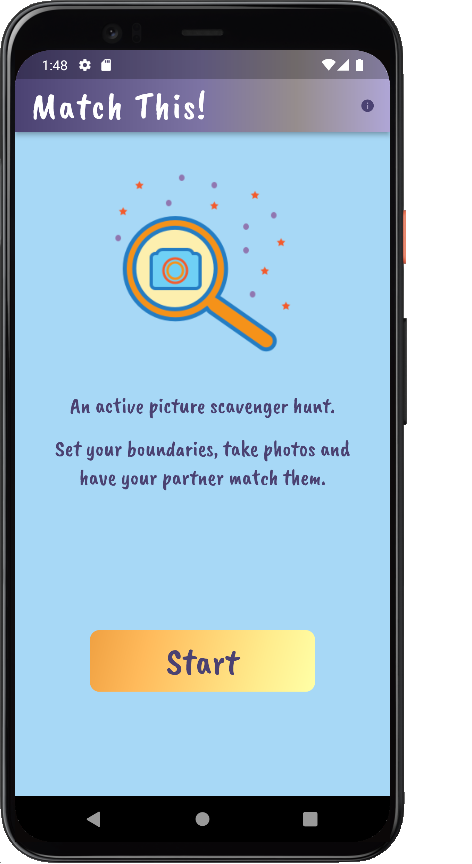 1:48
Match This!
An active picture scavenger hunt.
Set your boundaries, take photos and
have your partner match them.
Start